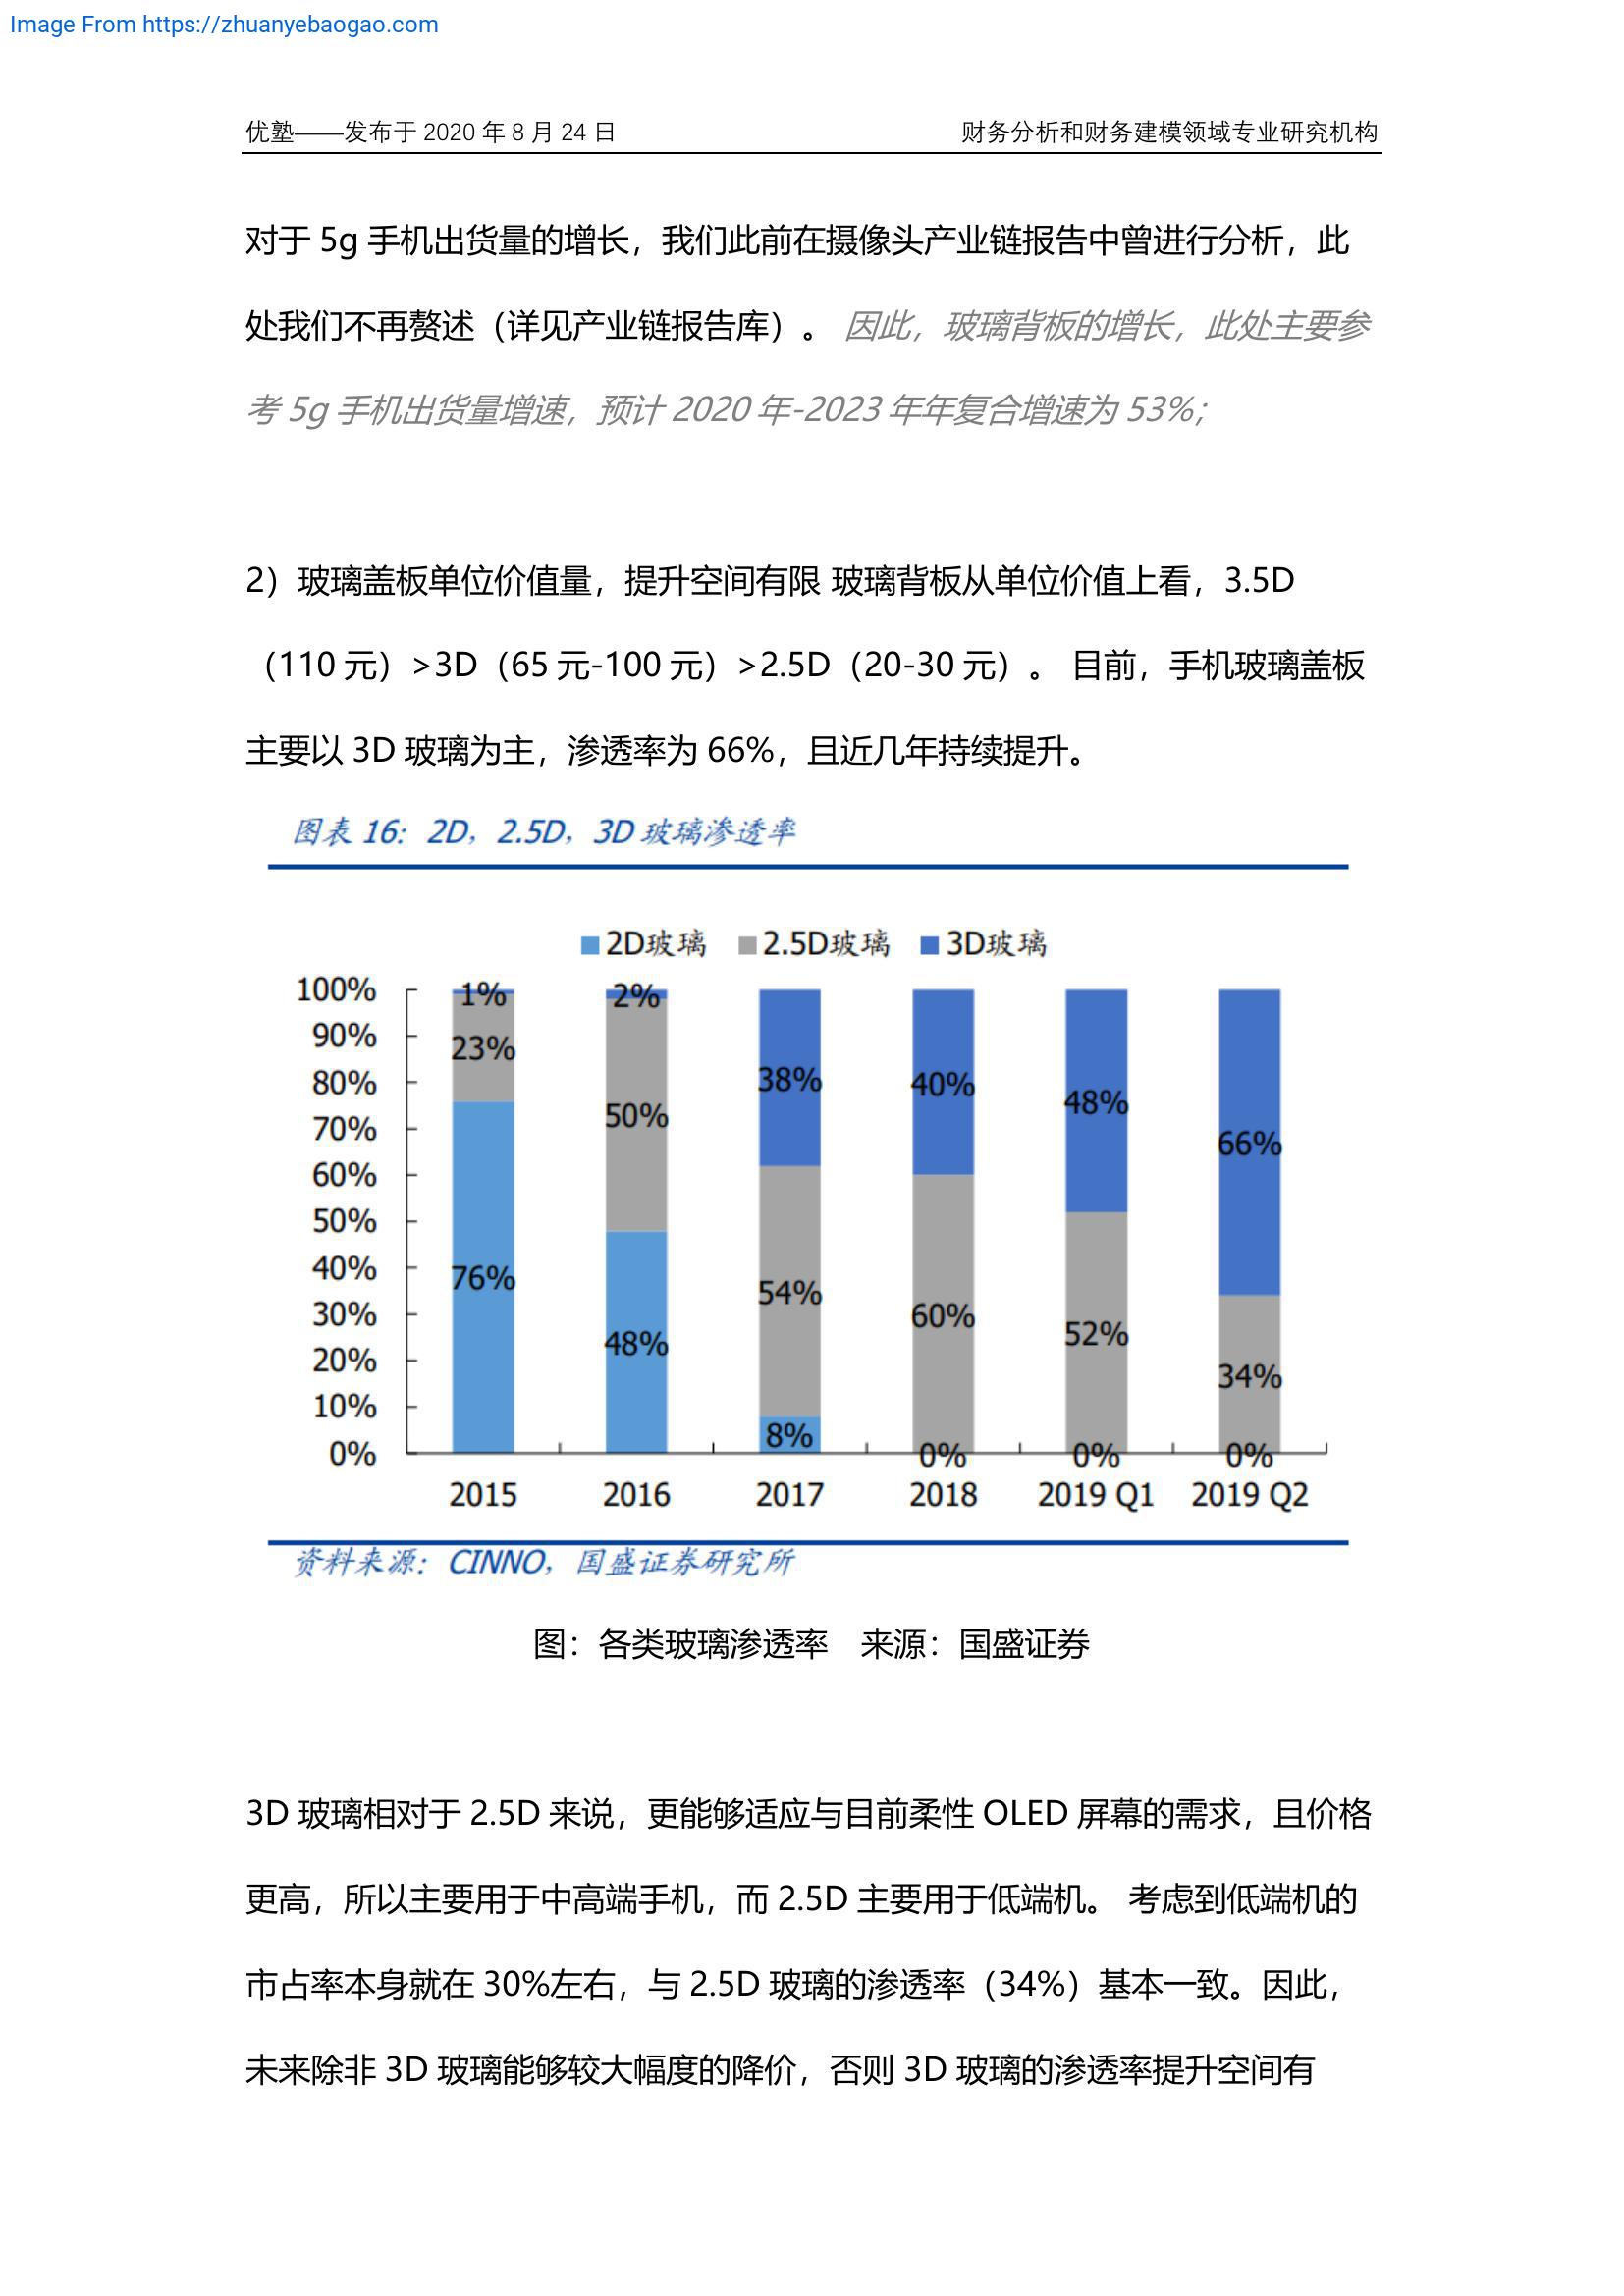 Image From https://zhuanyebaogao.com
优塾——发布于 2020 年 8 月 24 日 财务分析和财务建模领域专业研究机构
对于 5g 手机出货量的增长，我们此前在摄像头产业链报告中曾进行分析，此
处我们不再赘述（详见产业链报告库）。 因此，玻璃背板的增长，此处主要参
考 5g 手机出货量增速，预计 2020 年-2023 年年复合增速为 53%；
2）玻璃盖板单位价值量，提升空间有限 玻璃背板从单位价值上看，3.5D
（110 元）>3D（65 元-100 元）>2.5D（20-30 元）。 目前，手机玻璃盖板
主要以 3D 玻璃为主，渗透率为 66%，且近几年持续提升。
图表 16：2D，2.5D，3D 玻璃渗透率
2D玻璃 2.5D玻璃 3D玻璃
100%
90%
80%
70%
60%
50%
40%
30%
20%
10%
0%
1% 2%
23% 50% 38% 40% 48% 66%
76% 48% 54% 60% 52% 34%
8% 0% 0% 0%
2015 2016 2017 2018 2019 Q1 2019 Q2
资料来源：CINNO，国盛证券研究所
图：各类玻璃渗透率 来源：国盛证券
3D 玻璃相对于 2.5D 来说，更能够适应与目前柔性 OLED 屏幕的需求，且价格
更高，所以主要用于中高端手机，而 2.5D 主要用于低端机。 考虑到低端机的
市占率本身就在 30%左右，与 2.5D 玻璃的渗透率（34%）基本一致。因此，
未来除非 3D 玻璃能够较大幅度的降价，否则 3D 玻璃的渗透率提升空间有